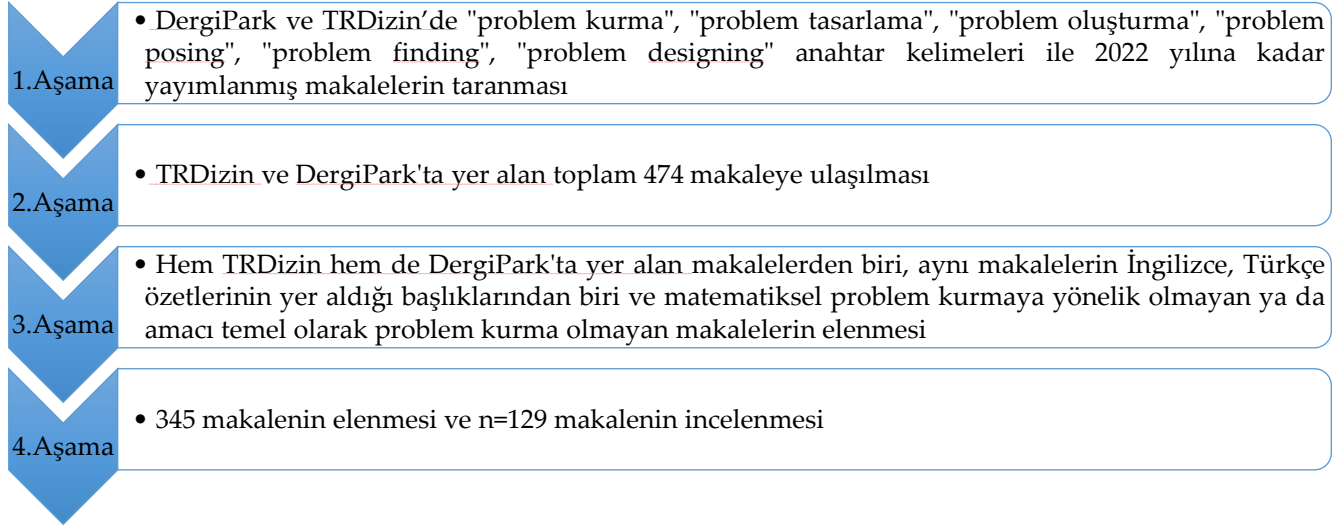 1.Aşama
• DergiPark ve TRDizin’de "problem kurma", "problem tasarlama", "problem oluşturma", "problem
posing", "problem finding", "problem designing" anahtar kelimeleri ile 2022 yılına kadar
yayımlanmış makalelerin taranması
2.Aşama
• TRDizin ve DergiPark'ta yer alan toplam 474 makaleye ulaşılması
3.Aşama
• Hem TRDizin hem de DergiPark'ta yer alan makalelerden biri, aynı makalelerin İngilizce, Türkçe
özetlerinin yer aldığı başlıklarından biri ve matematiksel problem kurmaya yönelik olmayan ya da
amacı temel olarak problem kurma olmayan makalelerin elenmesi
4.Aşama
• 345 makalenin elenmesi ve n=129 makalenin incelenmesi